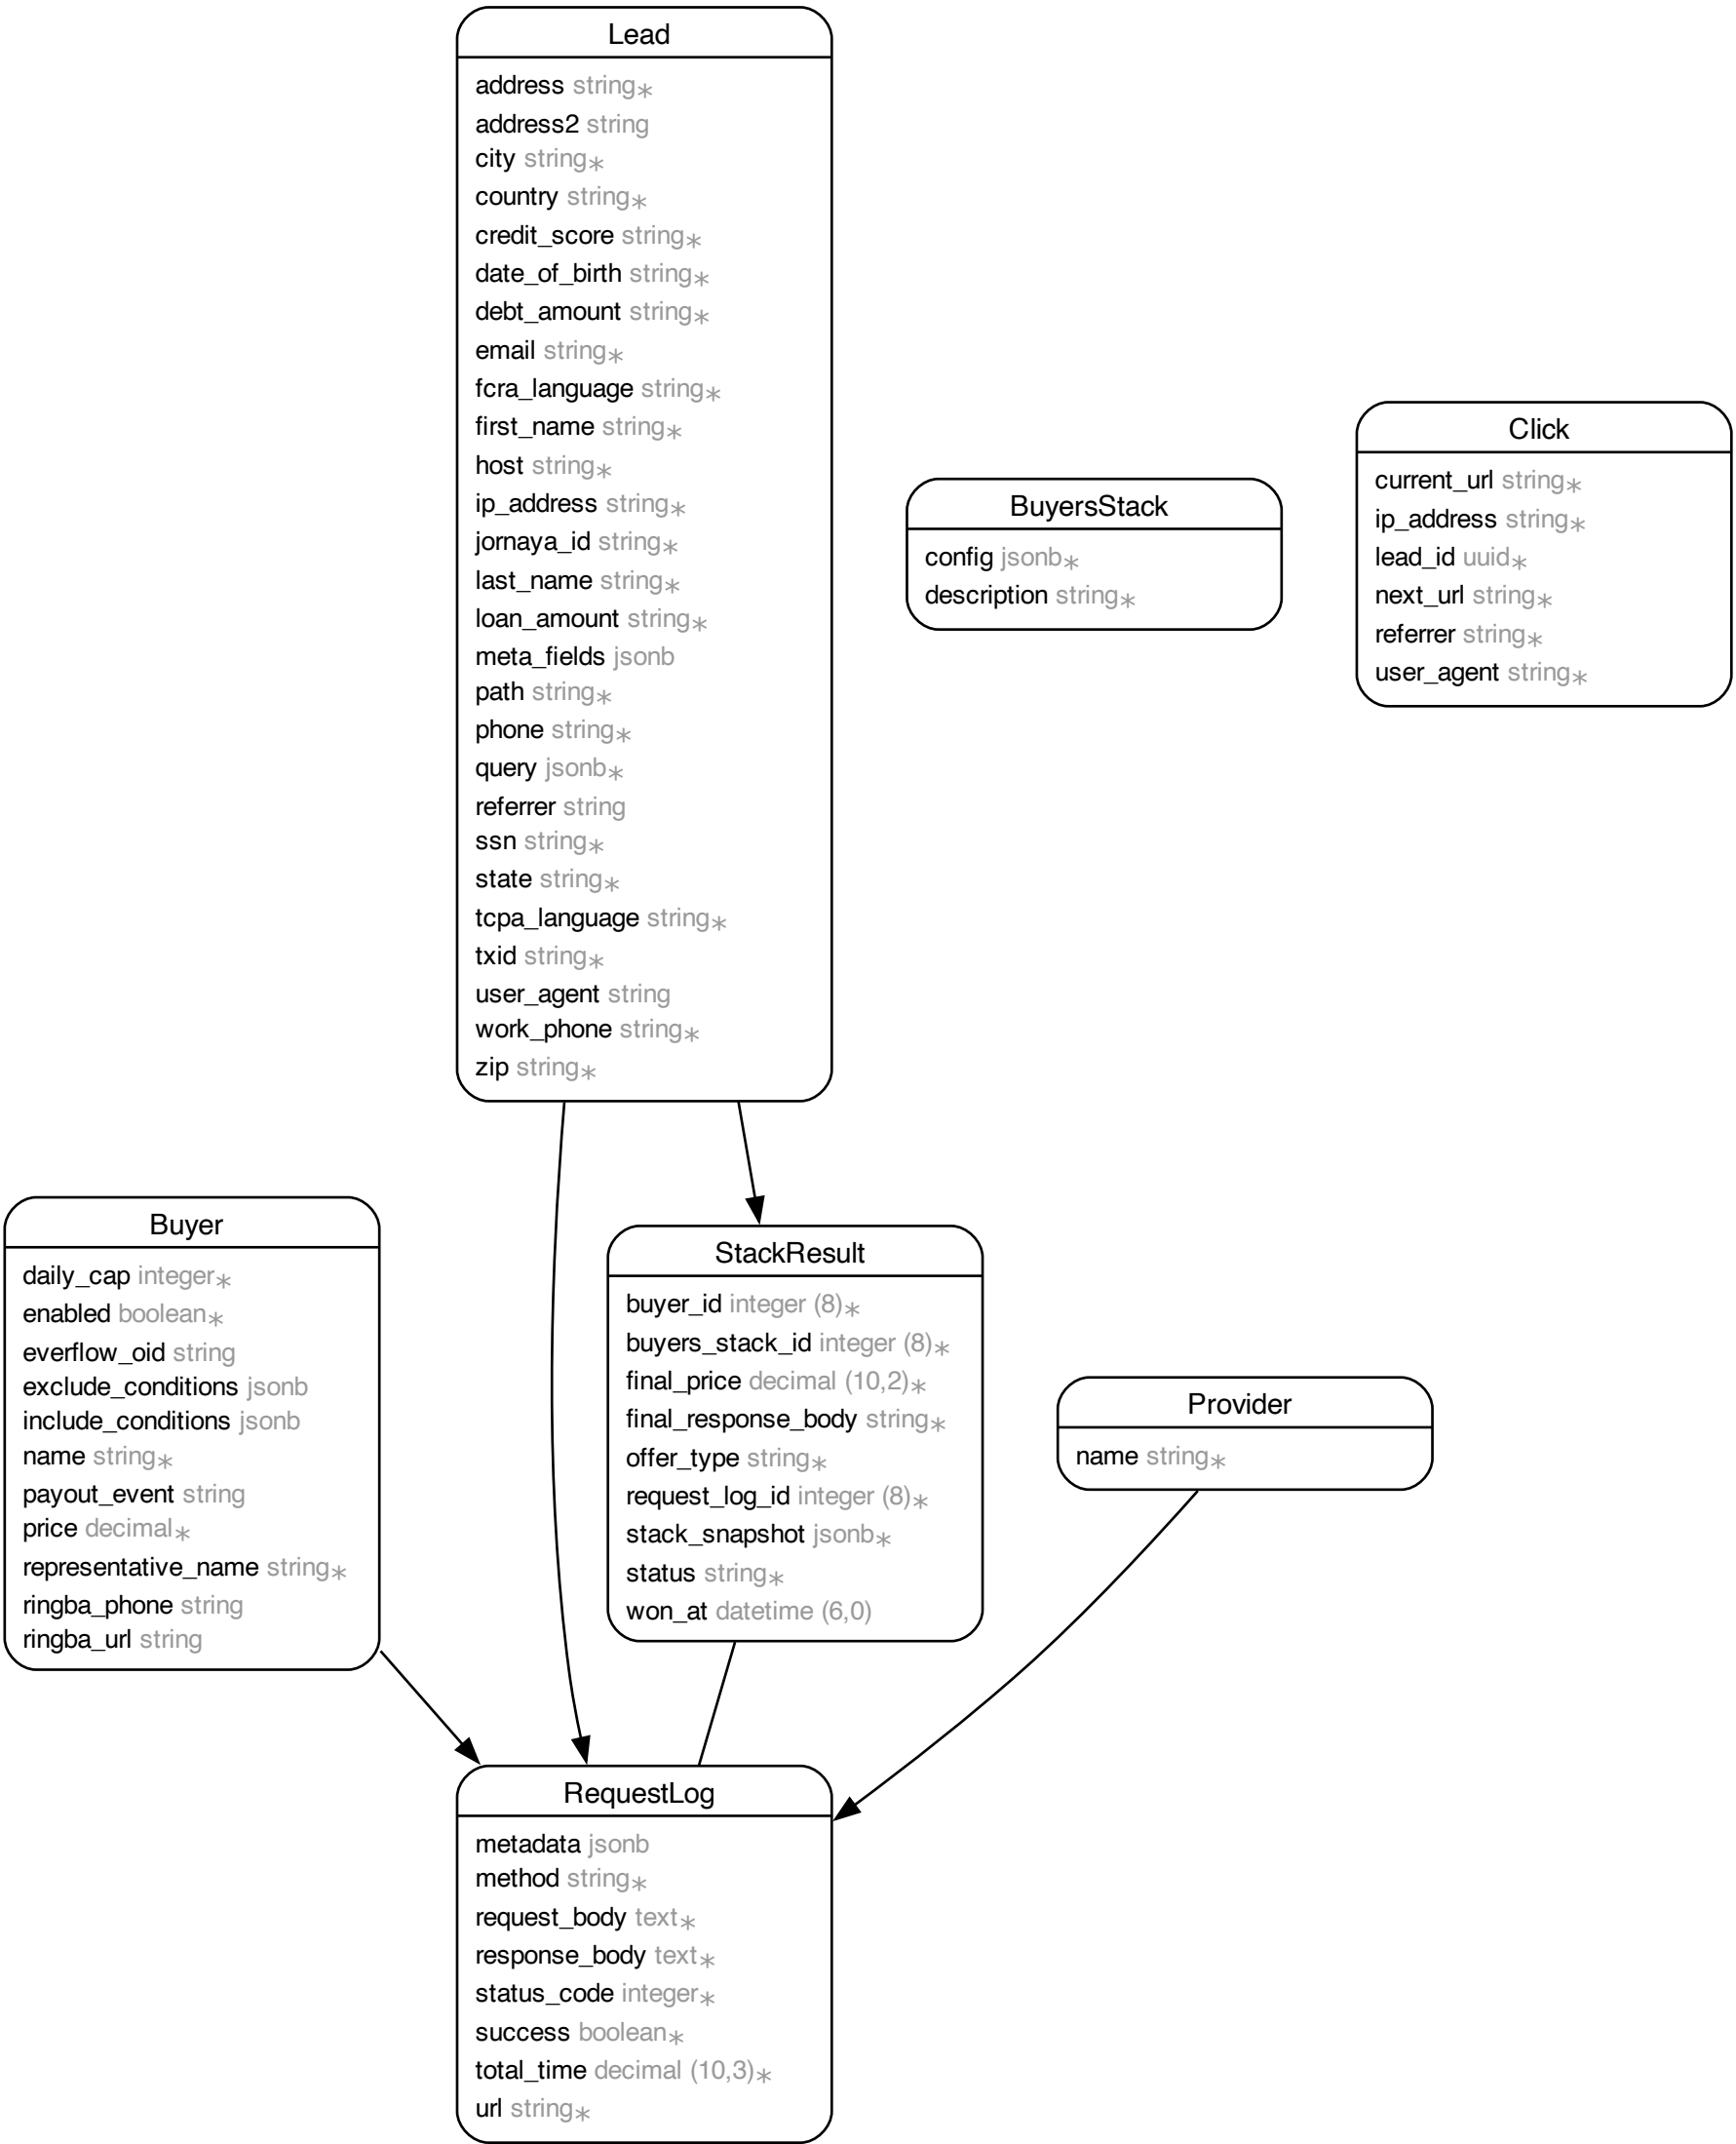 Lead
address string*
address2 string
city string*
country string*
credit_score string*
date_of_birth string*
debt_amount string*
email string*
fcra_language string*
first_name string*
host string*
ip_address string*
jornaya_id string*
last_name string*
loan_amount string*
meta_fields jsonb
path string*
phone string*
query jsonb*
referrer string
ssn string*
state string*
tcpa_language string*
txid string*
user_agent string
work_phone string*
zip string*
BuyersStack
config jsonb*
description string*
Click
current_url string*
ip_address string*
lead_id uuid*
next_url string*
referrer string*
user_agent string*
Buyer
daily_cap integer*
enabled boolean*
everflow_oid string
exclude_conditions jsonb
include_conditions jsonb
name string*
payout_event string
price decimal*
representative_name string*
ringba_phone string
ringba_url string
StackResult
buyer_id integer (8)*
buyers_stack_id integer (8)*
final_price decimal (10,2)*
final_response_body string*
offer_type string*
request_log_id integer (8)*
stack_snapshot jsonb*
status string*
won_at datetime (6,0)
Provider
name string*
RequestLog
metadata jsonb
method string*
request_body text*
response_body text*
status_code integer*
success boolean*
total_time decimal (10,3)*
url string*